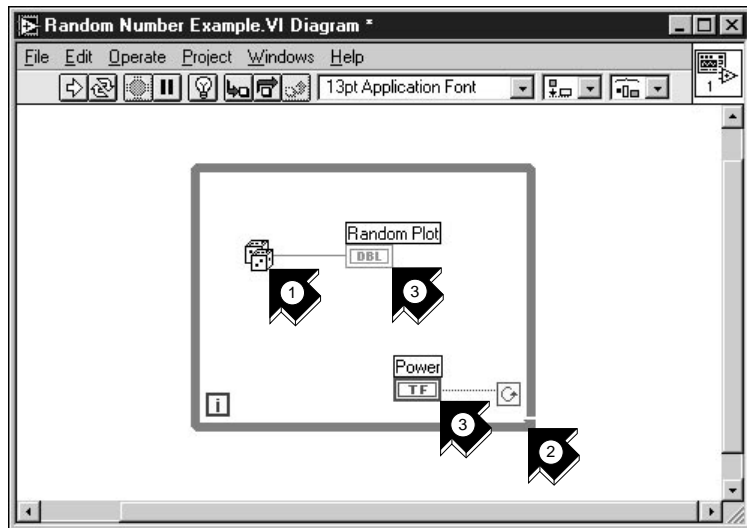 Random Number Example.VI Diagram *
File Edit Operate Project Windows Help
13pt Application Font
1
Random Plot
DBL
1
3
Power
TF
i
3
2